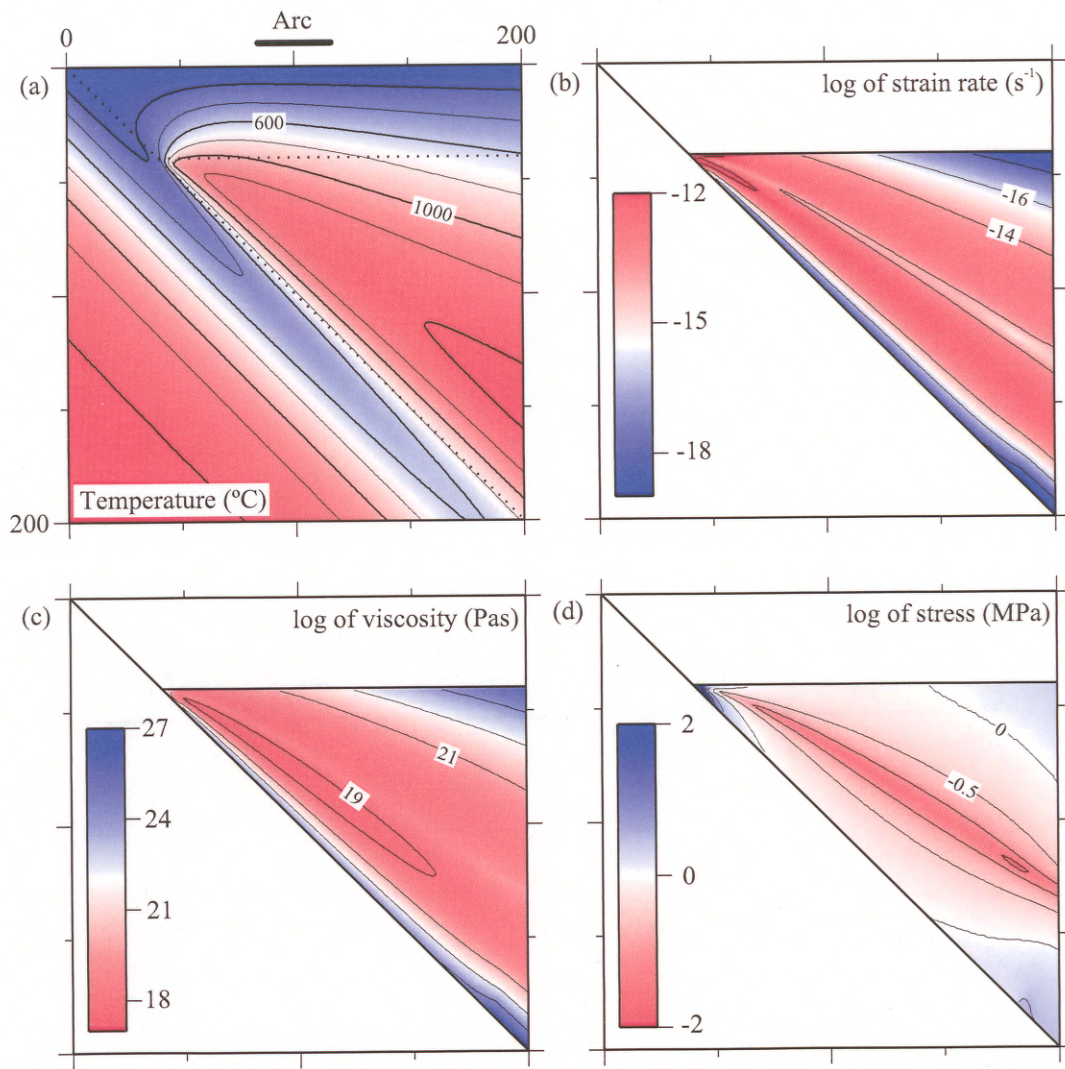 Arc
0
200
(a)
600
1000
Temperature (ºC)
200
(b)
log of strain rate (s⁻¹)
-16
-14
-12
-15
-18
(c)
log of viscosity (Pas)
21
19
27
24
21
18
(d)
log of stress (MPa)
0
-0.5
2
0
-2